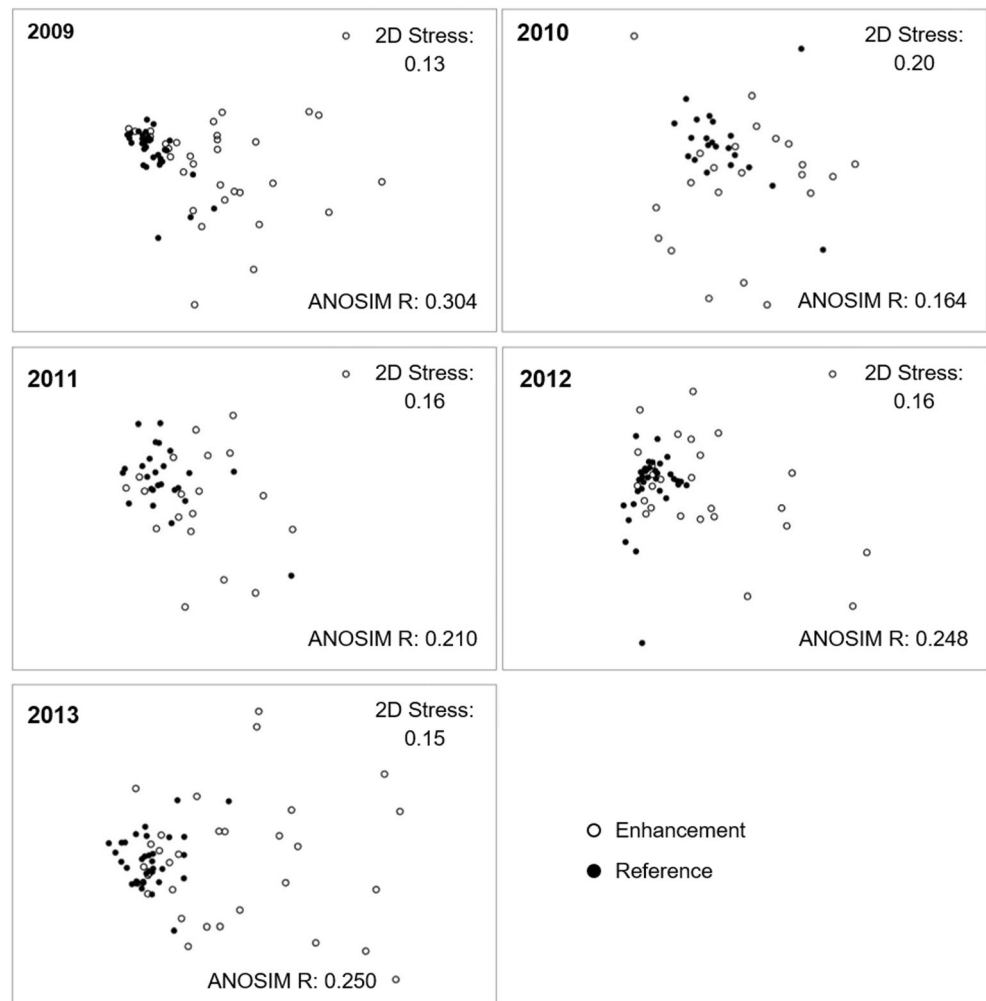 2009
2D Stress:
0.13
ANOSIM R: 0.304
2010
2D Stress:
0.20
ANOSIM R: 0.164
2011
2D Stress:
0.16
ANOSIM R: 0.210
2012
2D Stress:
0.16
ANOSIM R: 0.248
2013
2D Stress:
0.15
ANOSIM R: 0.250
Enhancement
Reference